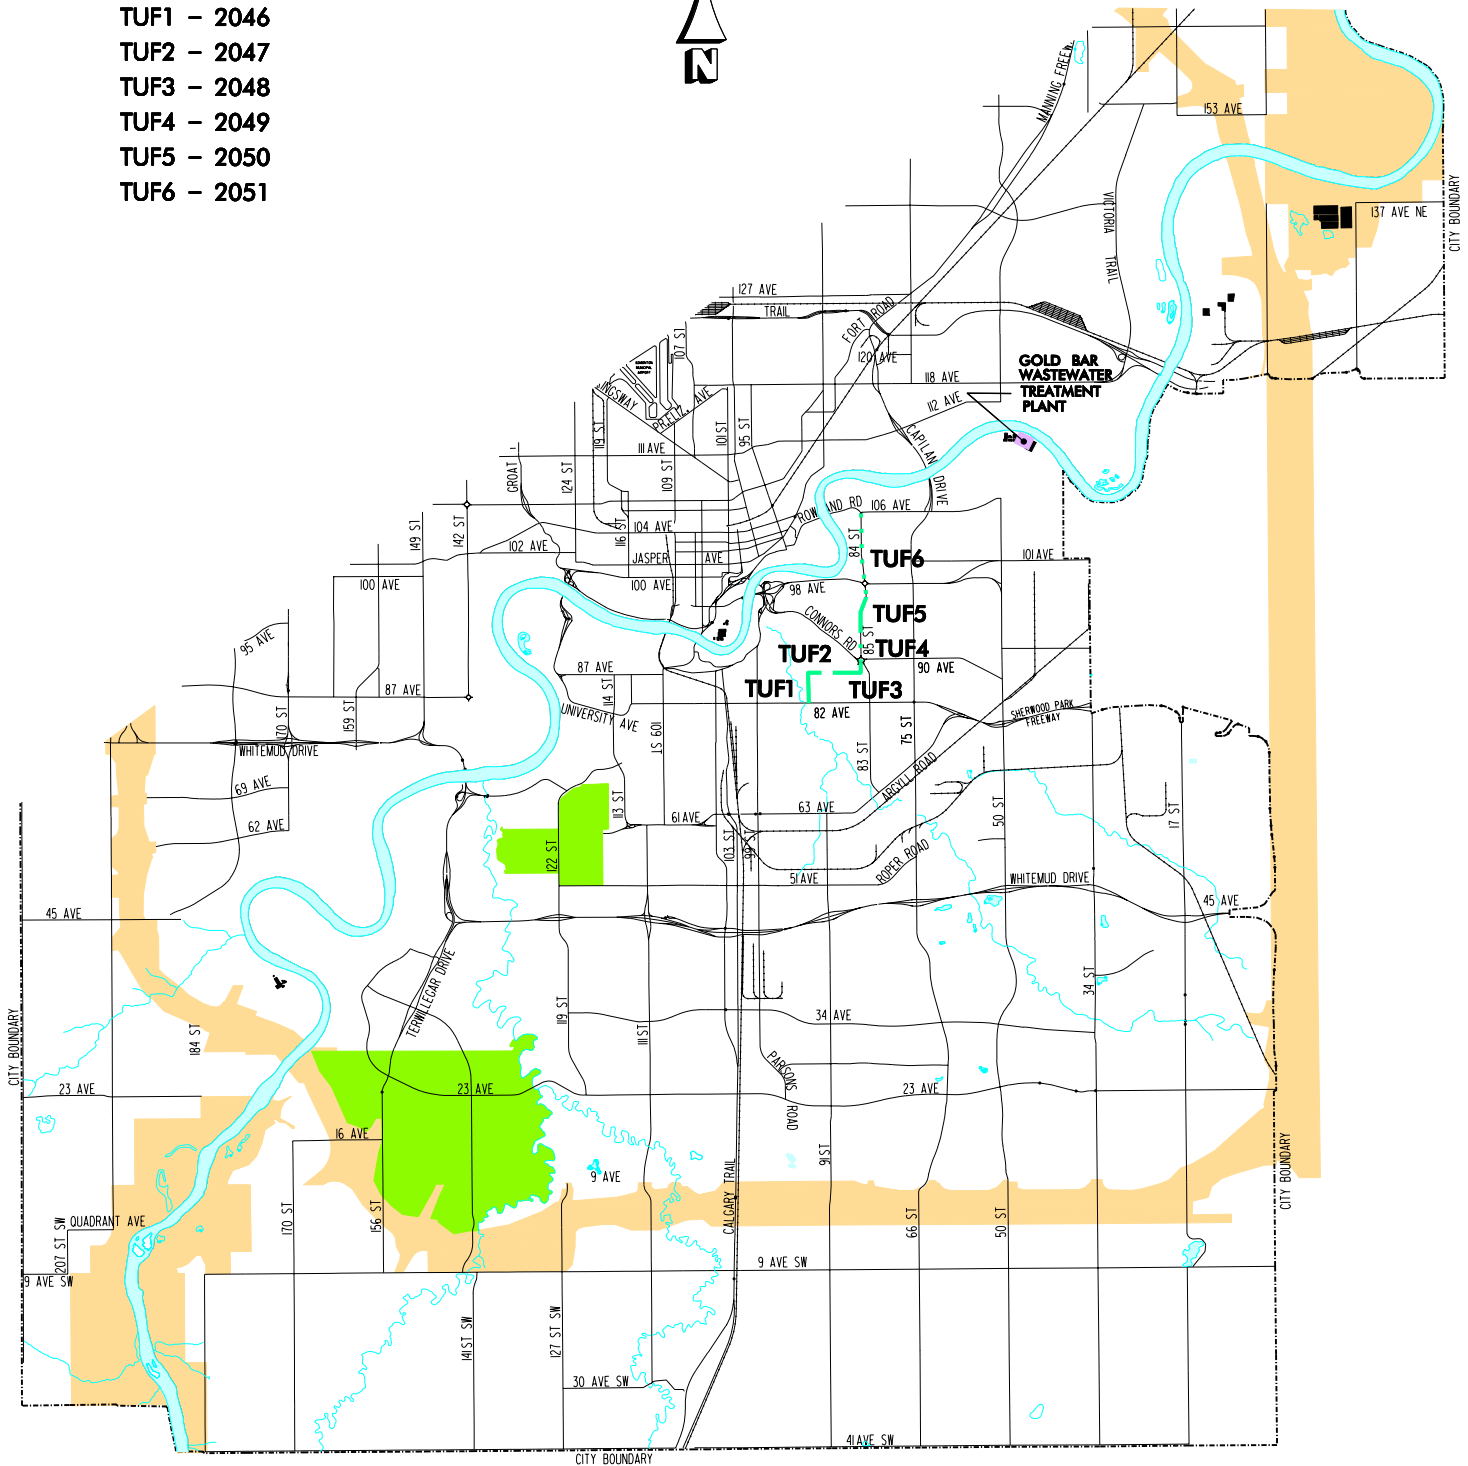 TUF1 – 2046
TUF2 – 2047
TUF3 – 2048
TUF4 – 2049
TUF5 – 2050
TUF6 – 2051
N
MANNING FREEW
153 AVE
VICTORIA TRAIL
137 AVE NE
CITY BOUNDARY
127 AVE
TRAIL
FORT ROAD
120 AVE
107 ST
EDMONTON
MUNICIPAL
AIRPORT
INGSWAY
PR.ELIZ. AVE
118 AVE
112 AVE
GOLD BAR
WASTEWATER
TREATMENT
PLANT
CAPILAN DRIVE
GROAT
124 ST
119 ST
111 AVE
109 ST
101 ST
95 ST
149 ST
142 ST
116 ST
104 AVE
102 AVE
JASPER AVE
100 AVE
100 AVE
ROWLAND RD
106 AVE
84 ST
TUF6
101 AVE
98 AVE
CONNORS RD
TUF5
85 ST
TUF4
TUF2
90 AVE
TUF1
TUF3
82 AVE
95 AVE
87 AVE
87 AVE
114 ST
UNIVERSITY AVE
109 ST
170 ST
159 ST
WHITEMUD DRIVE
69 AVE
62 AVE
75 ST
83 ST
ARGYLL ROAD
SHERWOOD PARK
FREEWAY
113 ST
122 ST
61 AVE
63 AVE
103 ST
99 ST
51 AVE
ROPER ROAD
50 ST
17 ST
WHITEMUD DRIVE
45 AVE
45 AVE
TERWILLEGAR DRIVE
119 ST
111 ST
34 AVE
34 ST
184 ST
CITY BOUNDARY
23 AVE
23 AVE
PARSONS ROAD
23 AVE
16 AVE
9 AVE
91 ST
CITY BOUNDARY
207 ST SW
QUADRANT AVE
170 ST
156 ST
CALGARY TRAIL
66 ST
50 ST
9 AVE SW
9 AVE SW
141 ST SW
127 ST SW
30 AVE SW
41 AVE SW
CITY BOUNDARY